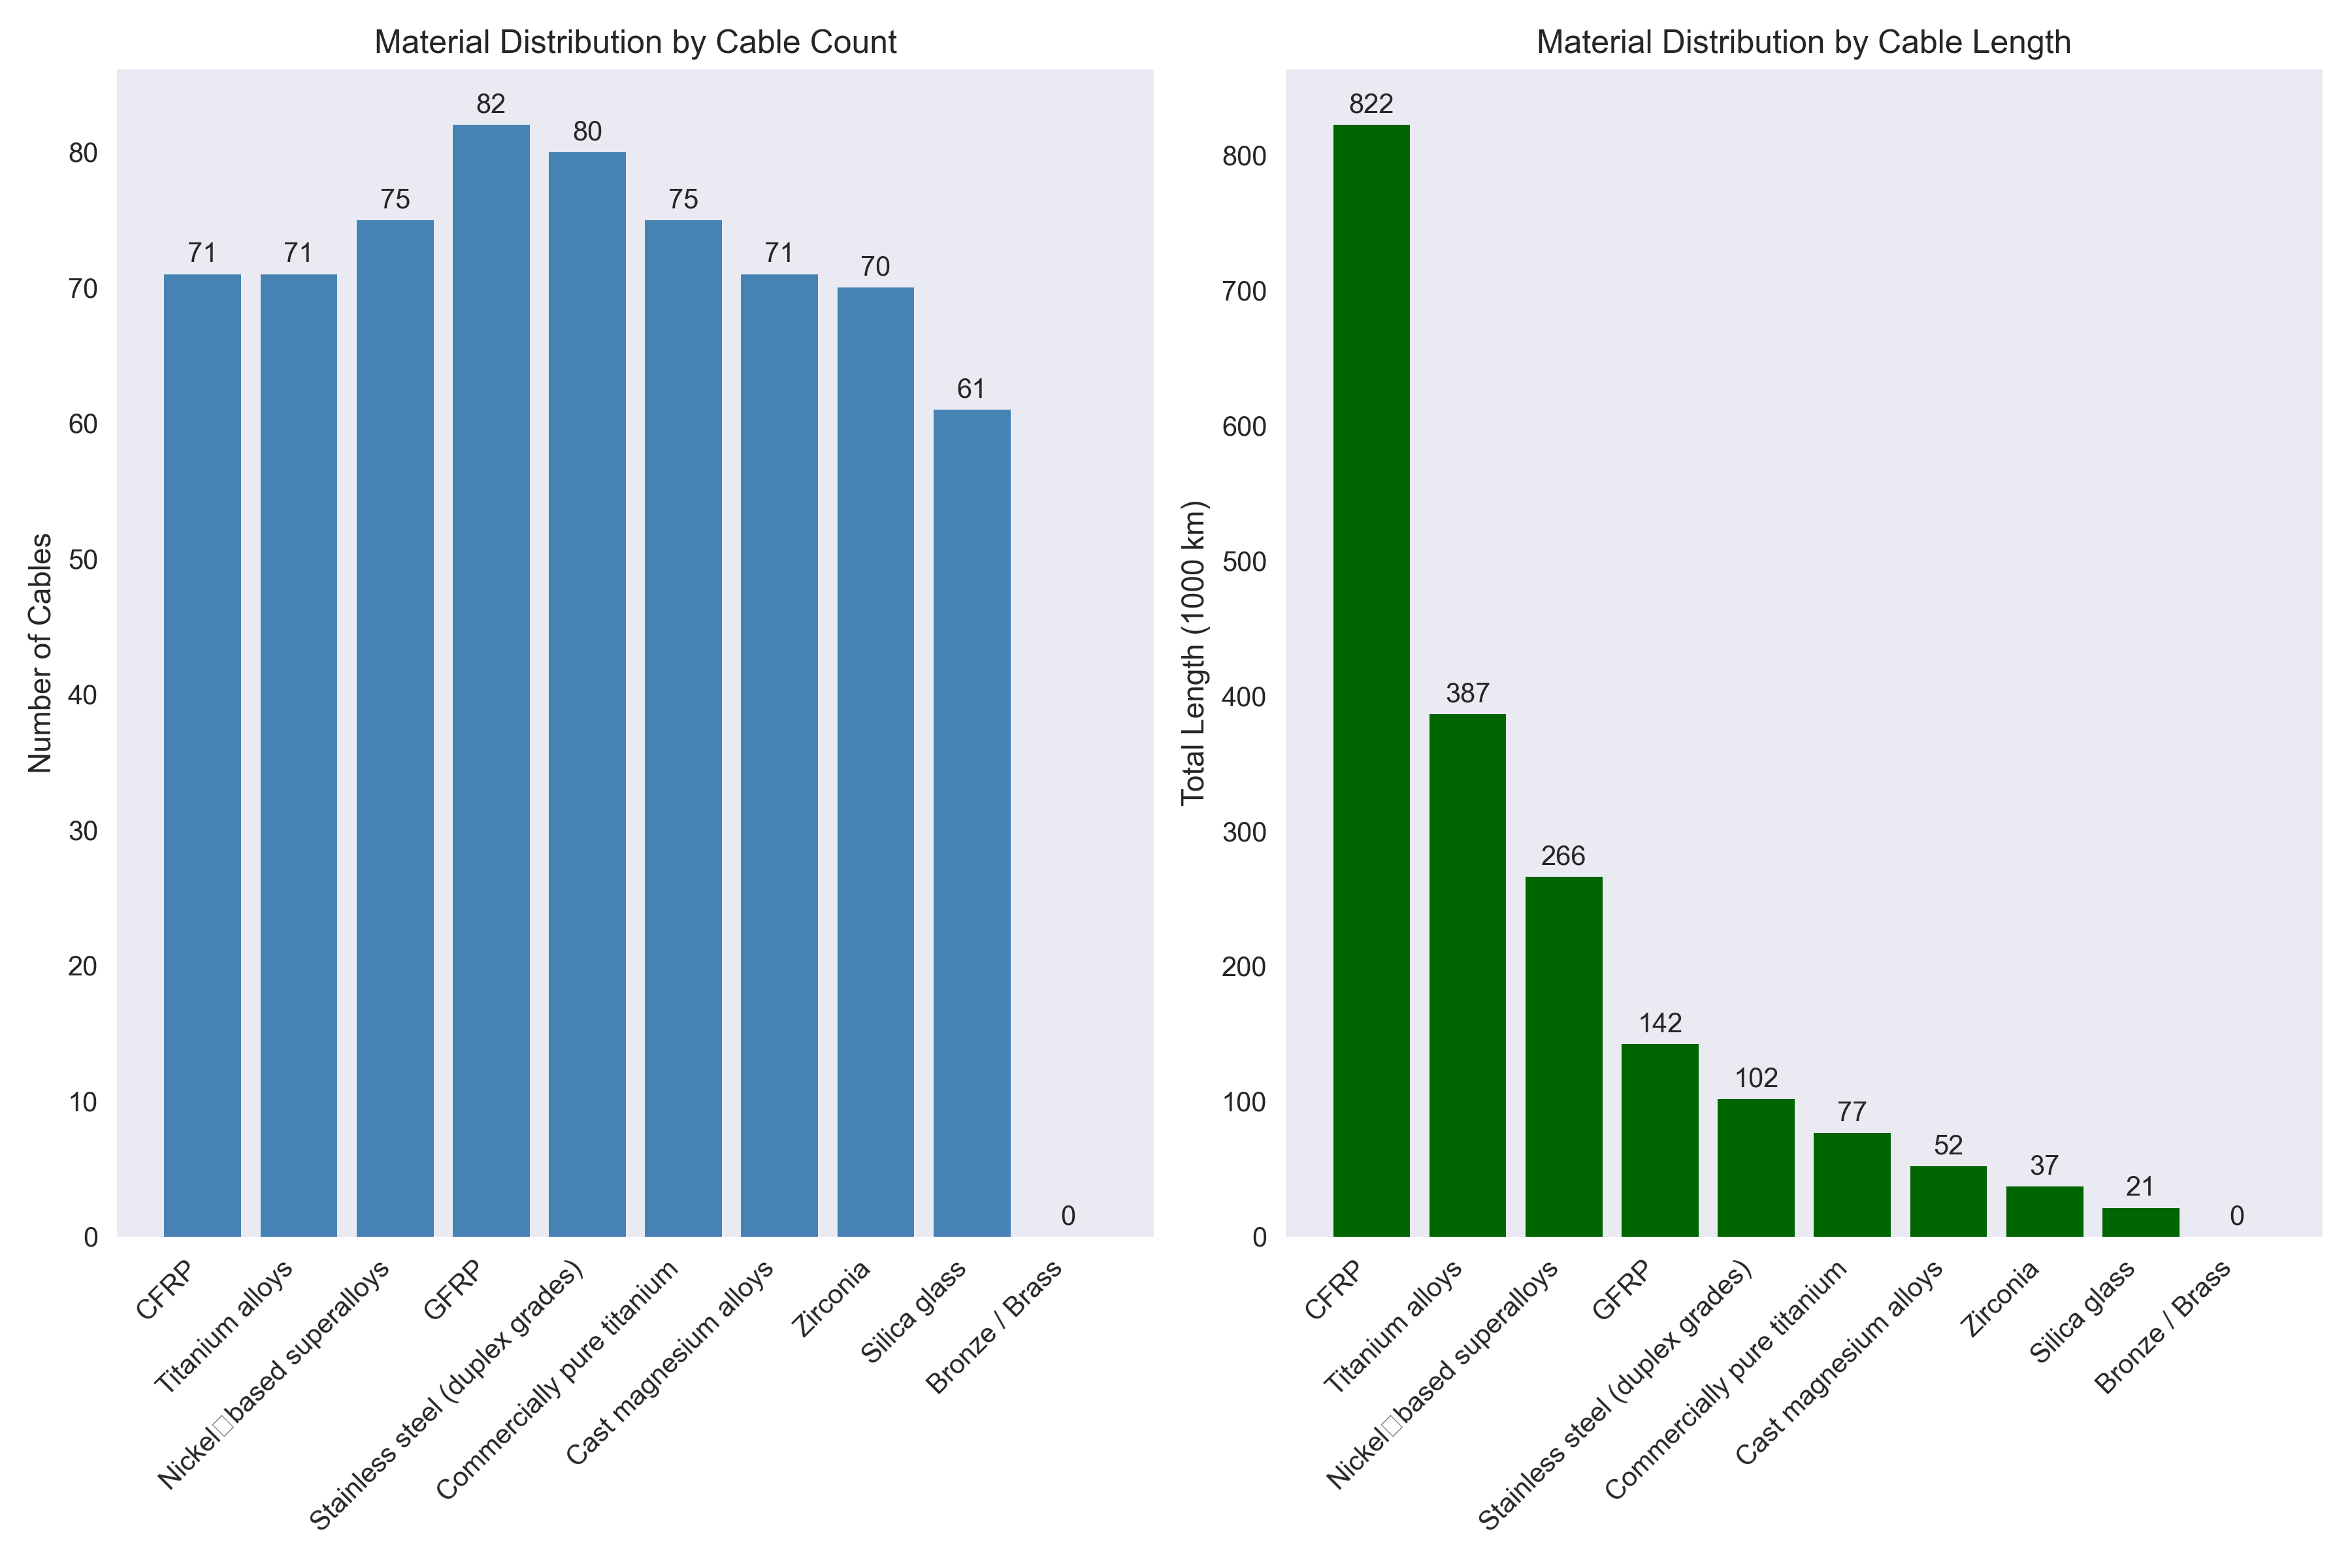 Material Distribution by Cable Count
Number of Cables
80
70
60
50
40
30
20
10
0
71
71
75
82
80
75
71
70
61
0
CFRP
Titanium alloys
Nickel□based superalloys
GFRP
Stainless steel (duplex grades)
Commercially pure titanium
Cast magnesium alloys
Zirconia
Silica glass
Bronze / Brass
Material Distribution by Cable Length
Total Length (1000 km)
800
700
600
500
400
300
200
100
0
822
387
266
142
102
77
52
37
21
0
CFRP
Titanium alloys
Nickel□based superalloys
GFRP
Stainless steel (duplex grades)
Commercially pure titanium
Cast magnesium alloys
Zirconia
Silica glass
Bronze / Brass